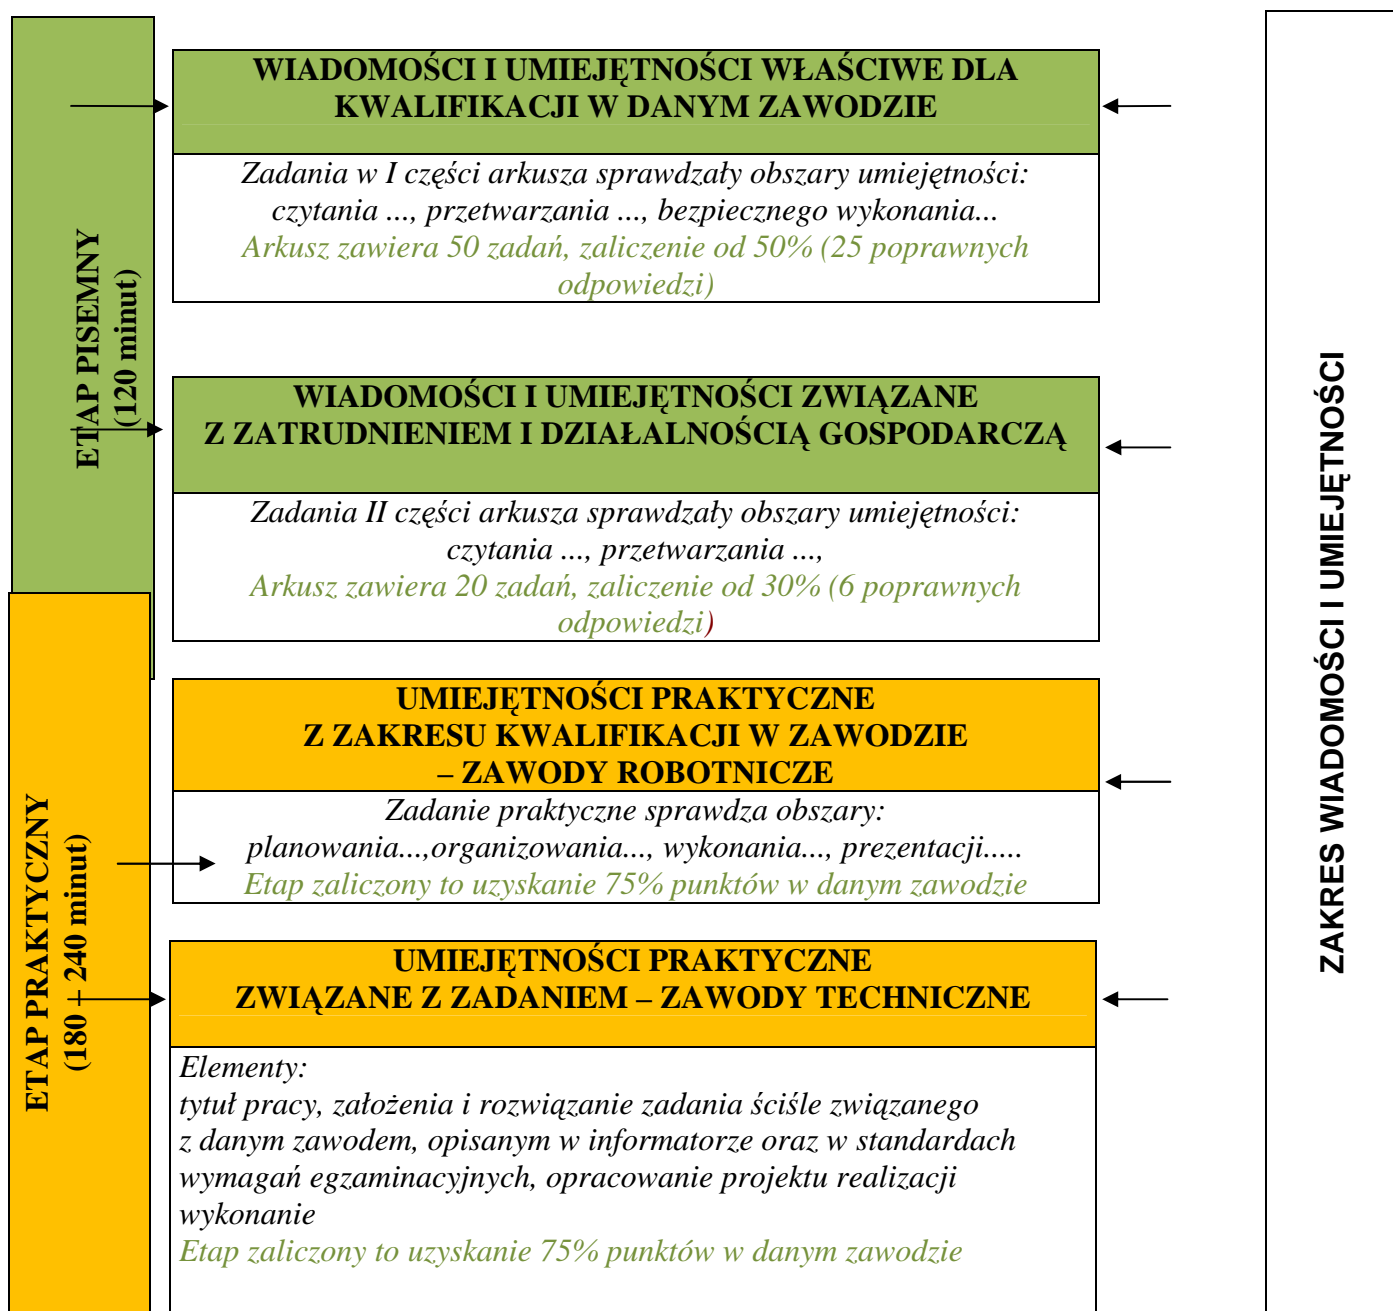 ETAP PISEMNY
(120 minut)
WIADOMOŚCI I UMIEJĘTNOŚCI WŁAŚCIWE DLA
KWALIFIKACJI W DANYM ZAWODZIE
Zadania w I części arkusza sprawdzały obszary umiejętności:
czytania ..., przetwarzania ..., bezpiecznego wykonania...
Arkusz zawiera 50 zadań, zaliczenie od 50% (25 poprawnych
odpowiedzi)
WIADOMOŚCI I UMIEJĘTNOŚCI ZWIĄZANE
Z ZATRUDNIENIEM I DZIAŁALNOŚCIĄ GOSPODARCZĄ
Zadania II części arkusza sprawdzały obszary umiejętności:
czytania ..., przetwarzania ...,
Arkusz zawiera 20 zadań, zaliczenie od 30% (6 poprawnych
odpowiedzi)
ETAP PRAKTYCZNY
(180 – 240 minut)
UMIEJĘTNOŚCI PRAKTYCZNE
Z ZAKRESU KWALIFIKACJI W ZAWODZIE
– ZAWODY ROBOTNICZE
Zadanie praktyczne sprawdza obszary:
planowania...,organizowania..., wykonania..., prezentacji.....
Etap zaliczony to uzyskanie 75% punktów w danym zawodzie
UMIEJĘTNOŚCI PRAKTYCZNE
ZWIĄZANE Z ZADANIEM – ZAWODY TECHNICZNE
Elementy:
tytuł pracy, założenia i rozwiązanie zadania ściśle związanego
z danym zawodem, opisanym w informatorze oraz w standardach
wymagań egzaminacyjnych, opracowanie projektu realizacji
wykonanie
Etap zaliczony to uzyskanie 75% punktów w danym zawodzie
ZAKRES WIADOMOŚCI I UMIEJĘTNOŚCI